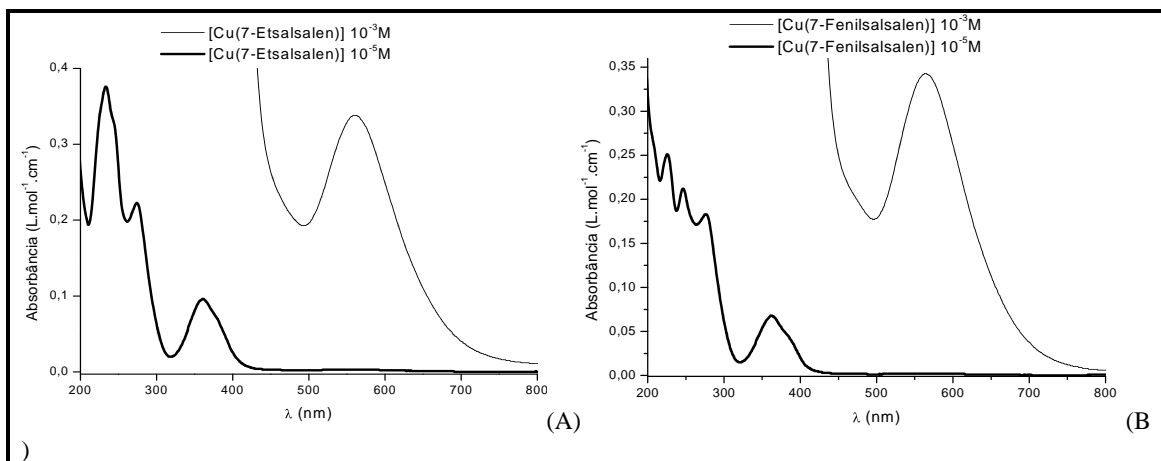 [Cu(7-Etsalsalen)] 10⁻³M
[Cu(7-Etsalsalen)] 10⁻⁵M
0,4
0,3
0,2
0,1
0,0
Absorbância (L.mol⁻¹.cm⁻¹)
200 300 400 500 600 700 800
λ (nm)
(A)
[Cu(7-Fenilsalsalen)] 10⁻³M
[Cu(7-Fenilsalsalen)] 10⁻⁵M
0,35
0,30
0,25
0,20
0,15
0,10
0,05
0,00
Absorbância (L.mol⁻¹.cm⁻¹)
200 300 400 500 600 700 800
λ (nm)
(B
)